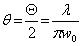 θ = Θ/2 = λ/(πw₀)